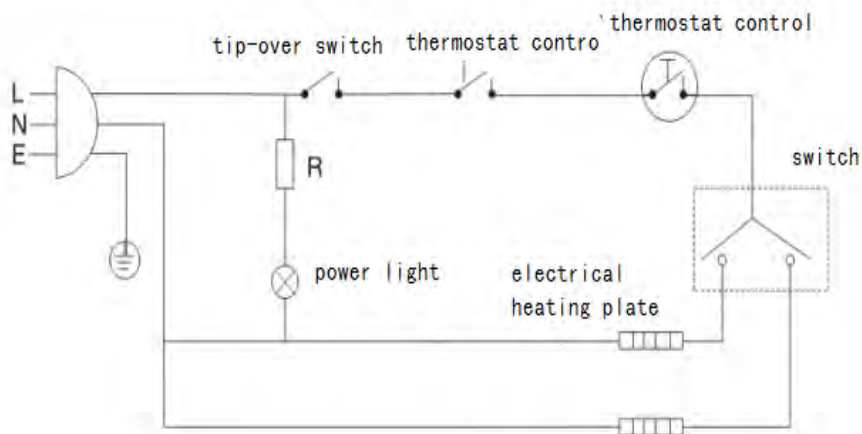 `thermostat control
tip-over switch
thermostat contro
L
N
E
switch
R
power light
electrical
heating plate